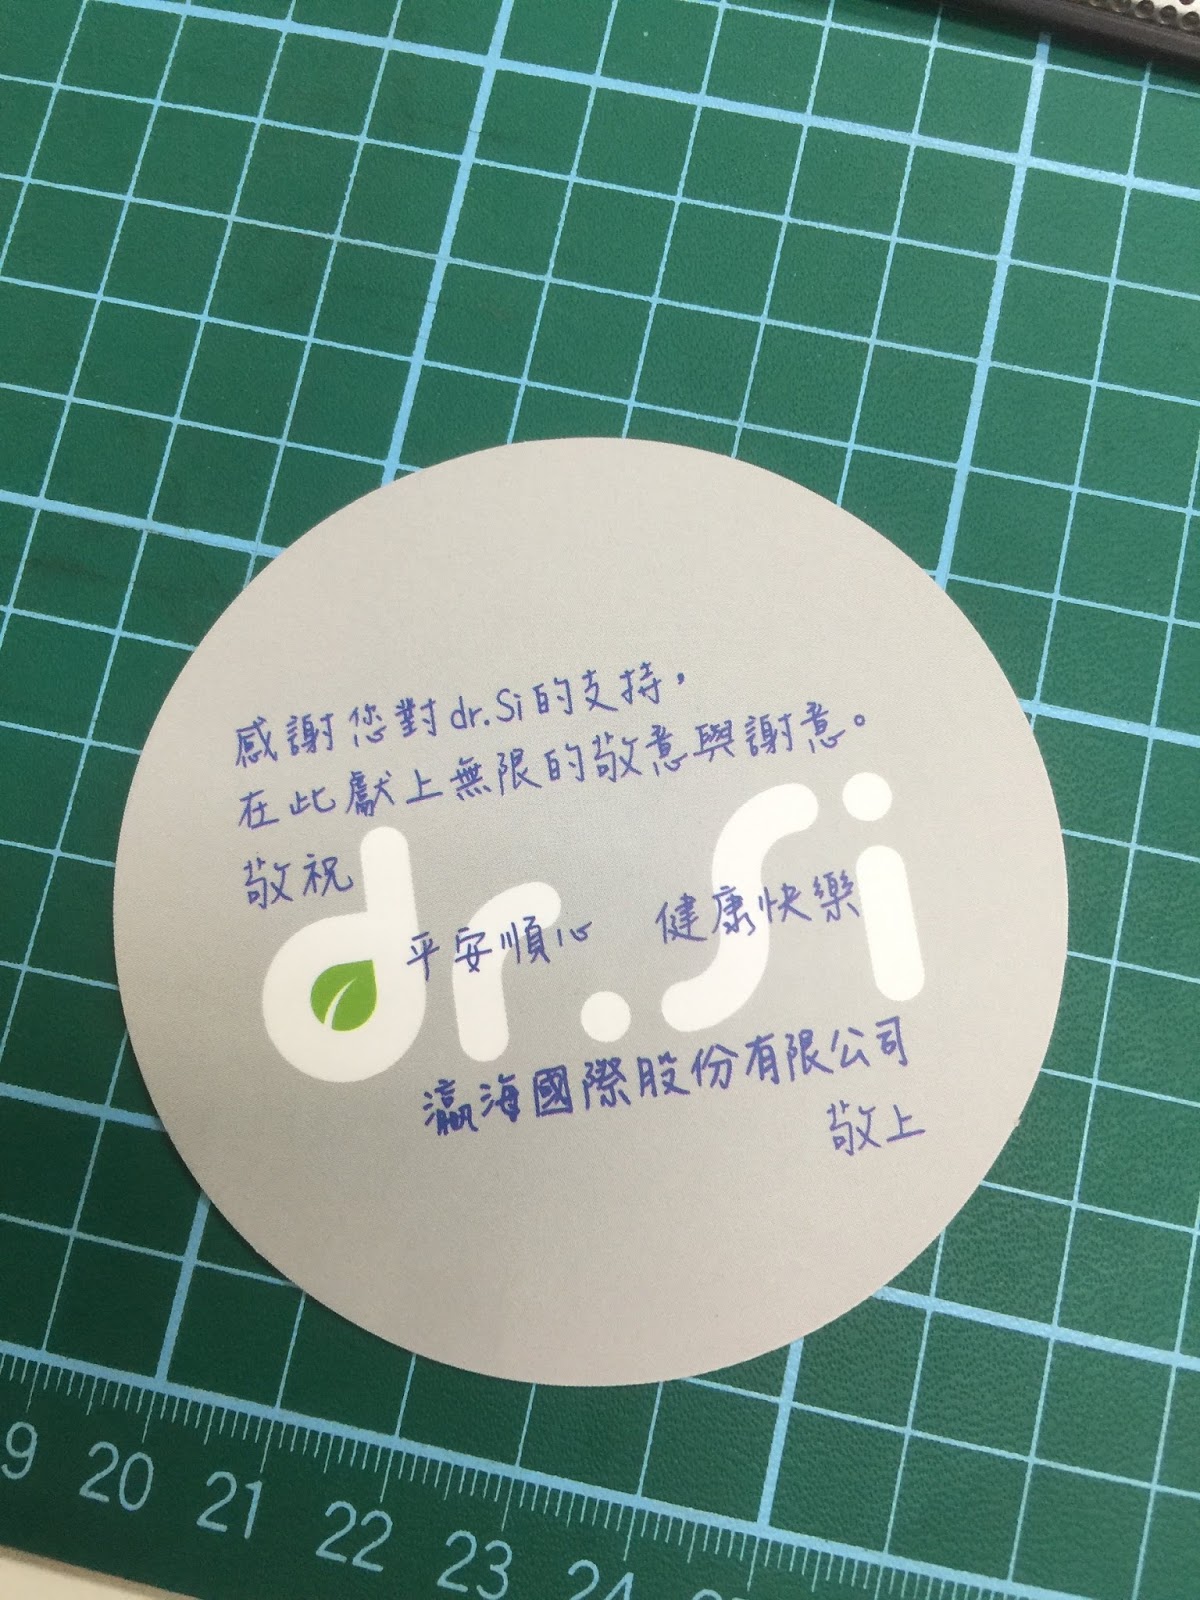 感謝您對dr.Si的支持，
在此獻上無限的敬意與謝意。
敬祝
平安順心 健康快樂
dr.Si
瀛海國際股份有限公司
敬上
19 20 21 22 23 24